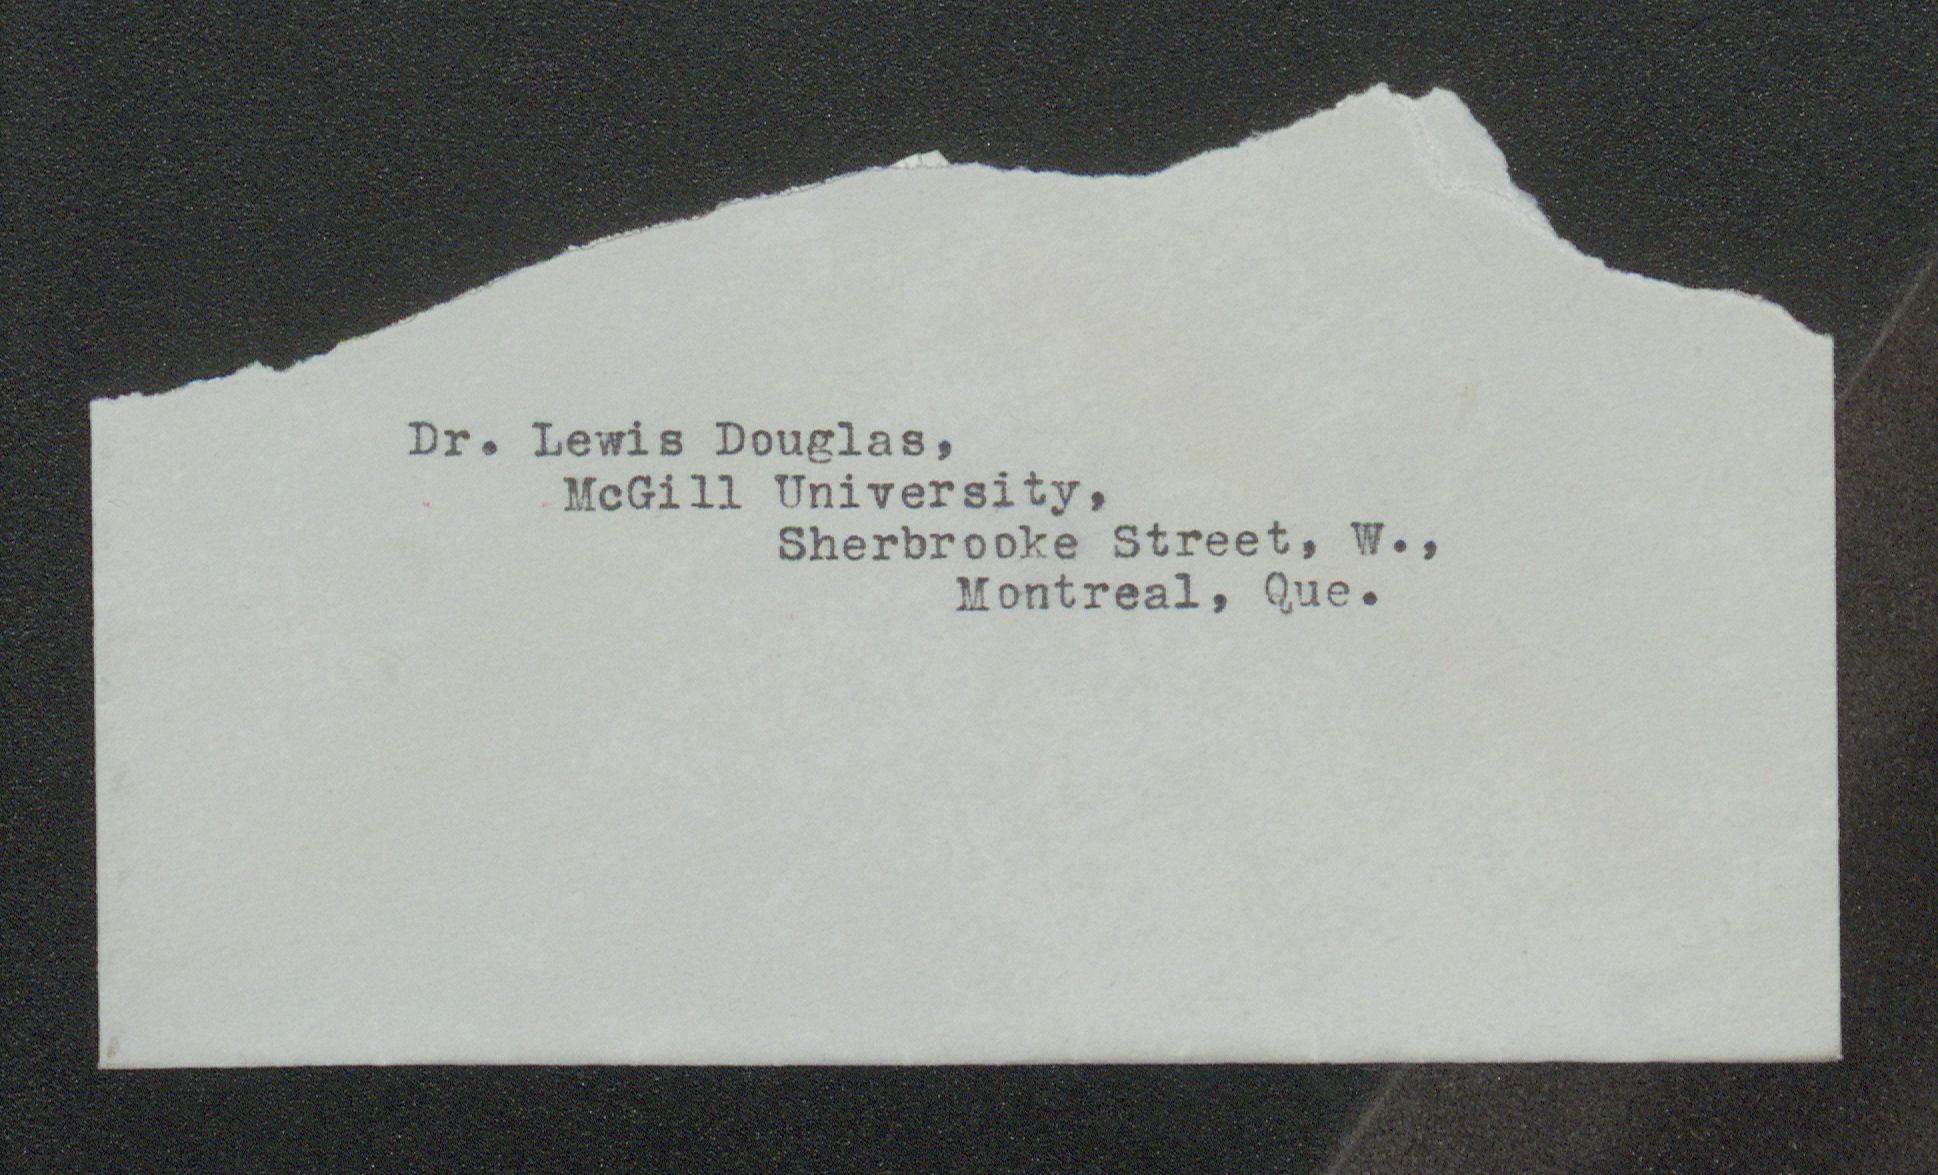 Dr. Lewis Douglas,
McGill University,
Sherbrooke Street, W.,
Montreal, Que.